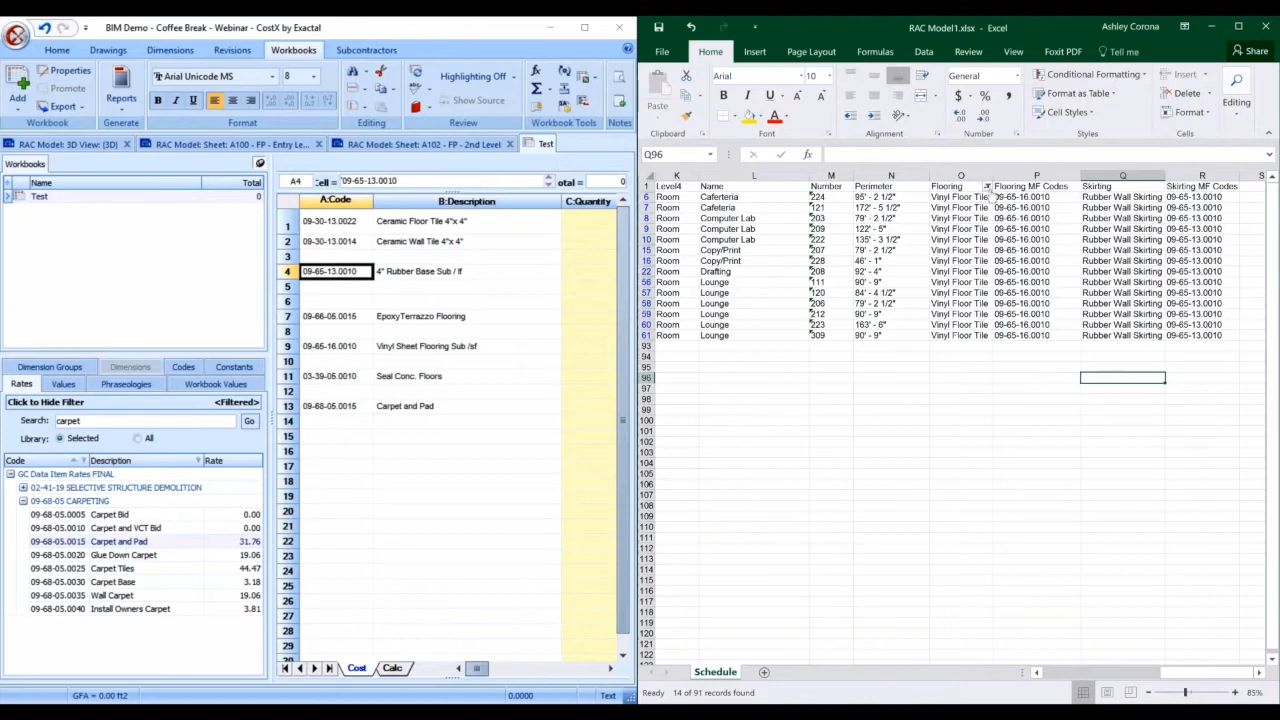 BIM Demo - Coffee Break - Webinar - CostX by Exactal
Home Drawings Dimensions Revisions Workbooks Subcontractors
Add
Properties
Promote
Export
Reports
Arial Unicode MS 8
B I U
Highlighting Off
Show Source
Workbook Generate Format Editing Review Workbook Tools Notes
RAC Model: 3D View: {3D} RAC Model: Sheet: A100 - FP - Entry Le... RAC Model: Sheet: A102 - FP - 2nd Level Test
Workbooks
Name Total
Test 0
Dimension Groups Dimensions Codes Constants
Rates Values Phraseologies Workbook Values
Click to Hide Filter <Filtered>
Search: carpet Go
Library: Selected All
Code Description Rate
GC Data Item Rates FINAL
02-41-19 SELECTIVE STRUCTURE DEMOLITION
09-68-05 CARPETING
09-68-05.0005 Carpet Bid 0.00
09-68-05.0010 Carpet and VCT Bid 0.00
09-68-05.0015 Carpet and Pad 31.76
09-68-05.0020 Glue Down Carpet 19.06
09-68-05.0025 Carpet Tiles 44.47
09-68-05.0030 Carpet Base 3.18
09-68-05.0035 Wall Carpet 19.06
09-68-05.0040 Install Owners Carpet 3.81
A4 Cell = '09-65-13.0010 otal = 0
A:Code B:Description C:Quantity
1 09-30-13.0022 Ceramic Floor Tile 4"x 4"
2 09-30-13.0014 Ceramic Wall Tile 4"x 4"
3
4 09-65-13.0010 4" Rubber Base Sub / lf
5
6
7 09-66-05.0015 EpoxyTerrazzo Flooring
8
9 09-65-16.0010 Vinyl Sheet Flooring Sub /sf
10
11 03-39-05.0010 Seal Conc. Floors
12
13 09-68-05.0015 Carpet and Pad
14
15
16
17
18
19
20
21
22
23
24
25
26
27
28
29
Cost Calc
GFA = 0.00 ft2 0.0000 Text
RAC Model1.xlsx - Excel Ashley Corona
File Home Insert Page Layout Formulas Data Review View Foxit PDF Tell me Share
Paste
Arial 10
B I U
General
$ % ,
Conditional Formatting
Format as Table
Cell Styles
Insert
Delete
Format
Editing
Clipboard Font Alignment Number Styles Cells
Q96 fx
K L M N O P Q R S
1 Level4 Name Number Perimeter Flooring Flooring MF Codes Skirting Skirting MF Codes
6 Room Caferteria 224 95' - 2 1/2" Vinyl Floor Tile 09-65-16.0010 Rubber Wall Skirting 09-65-13.0010
7 Room Cafeteria 121 172' - 5 1/2" Vinyl Floor Tile 09-65-16.0010 Rubber Wall Skirting 09-65-13.0010
8 Room Computer Lab 203 79' - 2 1/2" Vinyl Floor Tile 09-65-16.0010 Rubber Wall Skirting 09-65-13.0010
9 Room Computer Lab 209 122' - 5" Vinyl Floor Tile 09-65-16.0010 Rubber Wall Skirting 09-65-13.0010
10 Room Computer Lab 222 135' - 3 1/2" Vinyl Floor Tile 09-65-16.0010 Rubber Wall Skirting 09-65-13.0010
15 Room Copy/Print 207 79' - 2 1/2" Vinyl Floor Tile 09-65-16.0010 Rubber Wall Skirting 09-65-13.0010
16 Room Copy/Print 228 46' - 1" Vinyl Floor Tile 09-65-16.0010 Rubber Wall Skirting 09-65-13.0010
22 Room Drafting 208 92' - 4" Vinyl Floor Tile 09-65-16.0010 Rubber Wall Skirting 09-65-13.0010
56 Room Lounge 111 90' - 9" Vinyl Floor Tile 09-65-16.0010 Rubber Wall Skirting 09-65-13.0010
57 Room Lounge 120 84' - 4 1/2" Vinyl Floor Tile 09-65-16.0010 Rubber Wall Skirting 09-65-13.0010
58 Room Lounge 206 79' - 2 1/2" Vinyl Floor Tile 09-65-16.0010 Rubber Wall Skirting 09-65-13.0010
59 Room Lounge 212 90' - 9" Vinyl Floor Tile 09-65-16.0010 Rubber Wall Skirting 09-65-13.0010
60 Room Lounge 223 163' - 6" Vinyl Floor Tile 09-65-16.0010 Rubber Wall Skirting 09-65-13.0010
61 Room Lounge 309 90' - 9" Vinyl Floor Tile 09-65-16.0010 Rubber Wall Skirting 09-65-13.0010
93
94
95
96
97
98
99
100
101
102
103
104
105
106
107
108
109
110
111
112
113
114
115
116
117
118
119
120
121
122
Schedule
Ready 14 of 91 records found 85%